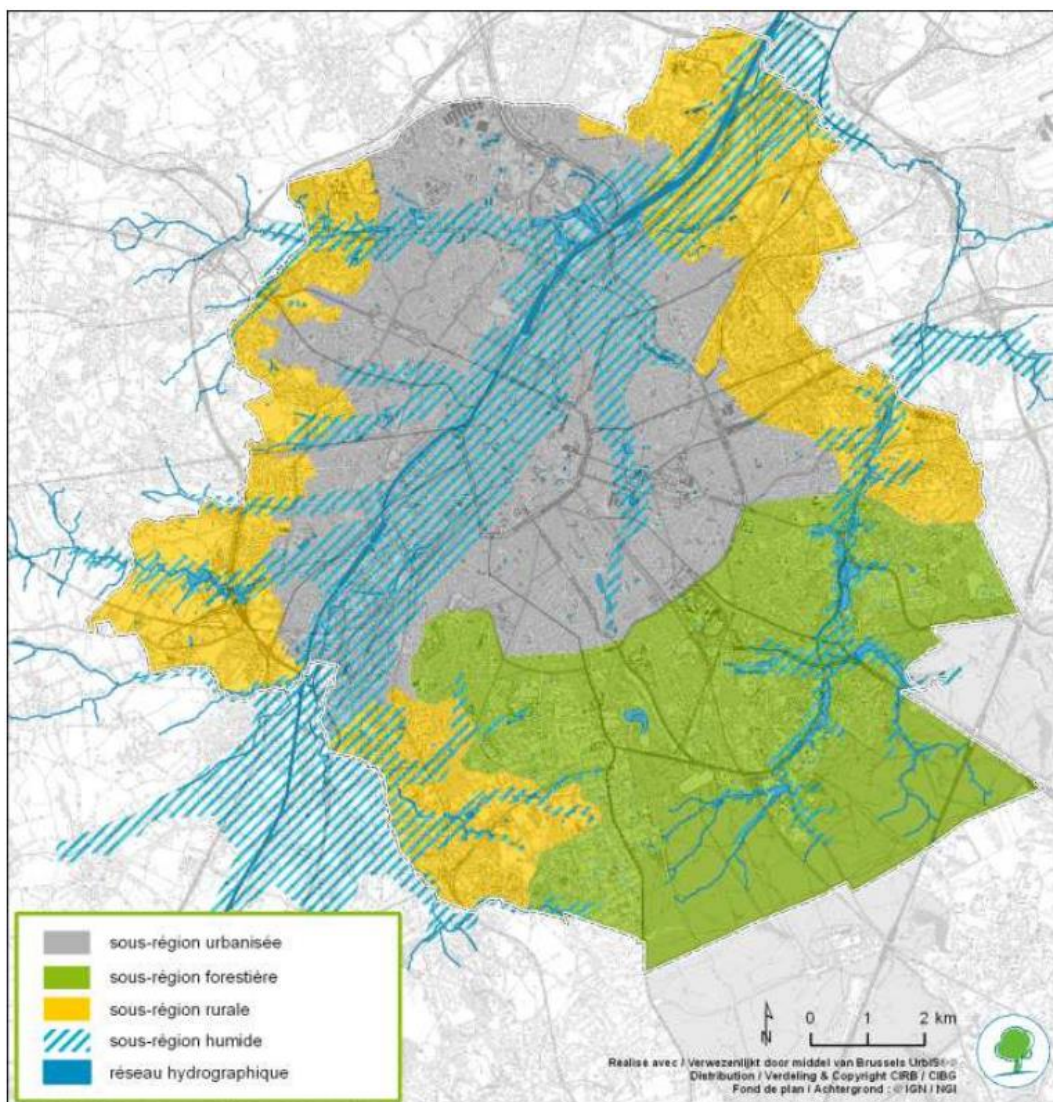 sous-région urbanisée
sous-région forestière
sous-région rurale
sous-région humide
réseau hydrographique
N
0 1 2 km
Réalisé avec / Verwezenlijkt door middel van Brussels UrbIS®©
Distribution / Verdeling & Copyright CIRB / CIBG
Fond de plan / Achtergrond : © IGN / NGI